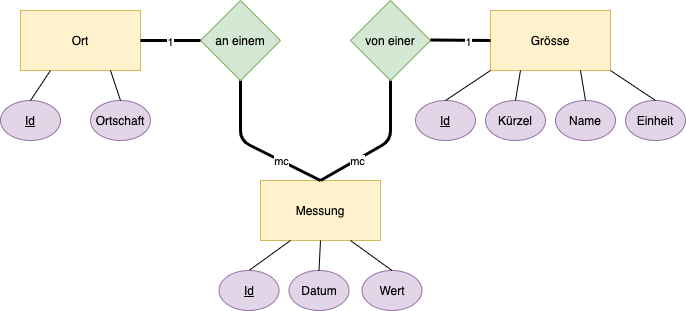 Ort
1
an einem
von einer
1
Grösse
Id
Ortschaft
Id
Kürzel
Name
Einheit
mc
mc
Messung
Id
Datum
Wert